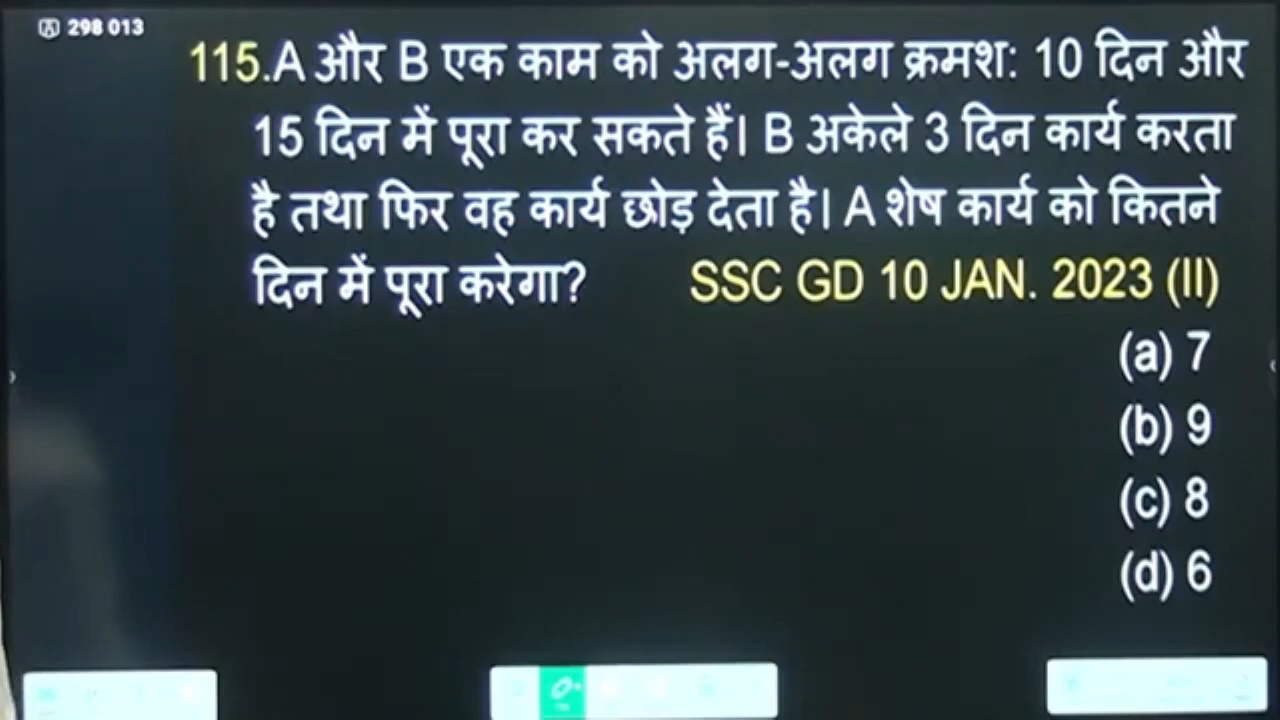 298 013
115.A और B एक काम को अलग-अलग क्रमश: 10 दिन और
15 दिन में पूरा कर सकते हैं। B अकेले 3 दिन कार्य करता
है तथा फिर वह कार्य छोड़ देता है। A शेष कार्य को कितने
दिन में पूरा करेगा? SSC GD 10 JAN. 2023 (II)
(a) 7
(b) 9
(c) 8
(d) 6